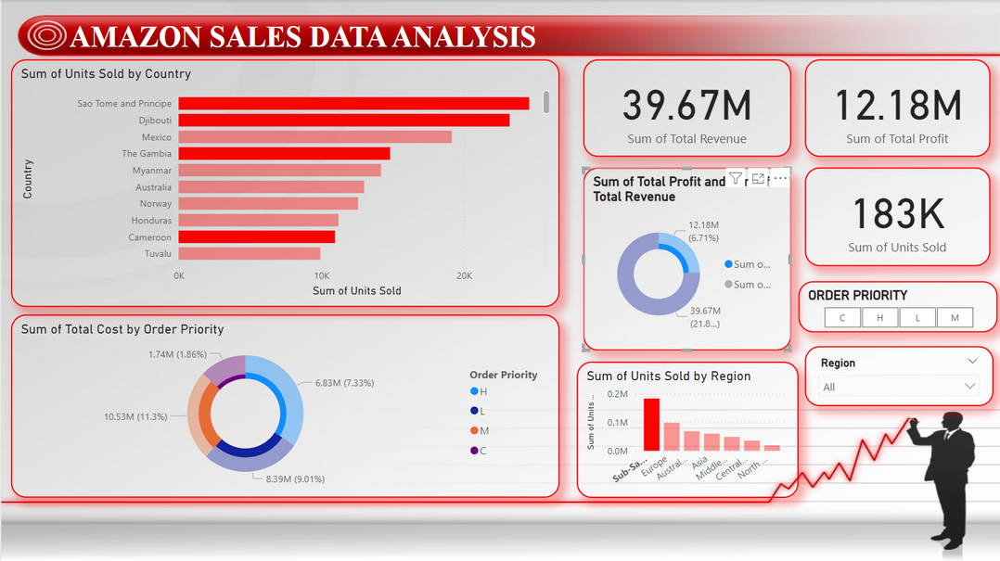 AMAZON SALES DATA ANALYSIS
Sum of Units Sold by Country
Country
Sao Tome and Principe
Djibouti
Mexico
The Gambia
Myanmar
Australia
Norway
Honduras
Cameroon
Tuvalu
0K 10K 20K
Sum of Units Sold
39.67M
Sum of Total Revenue
12.18M
Sum of Total Profit
Sum of Total Profit and
Total Revenue
12.18M
(6.71%)
Sum o...
Sum o...
39.67M
(21.8...)
183K
Sum of Units Sold
ORDER PRIORITY
C H L M
Region
All
Sum of Total Cost by Order Priority
1.74M (1.86%)
6.83M (7.33%)
10.53M (11.3%)
8.39M (9.01%)
Order Priority
H
L
M
C
Sum of Units Sold by Region
Sum of Units ...
0.2M
0.1M
0.0M
Sub-Sa...
Europe
Austral...
Asia
Middle...
Central...
North ...